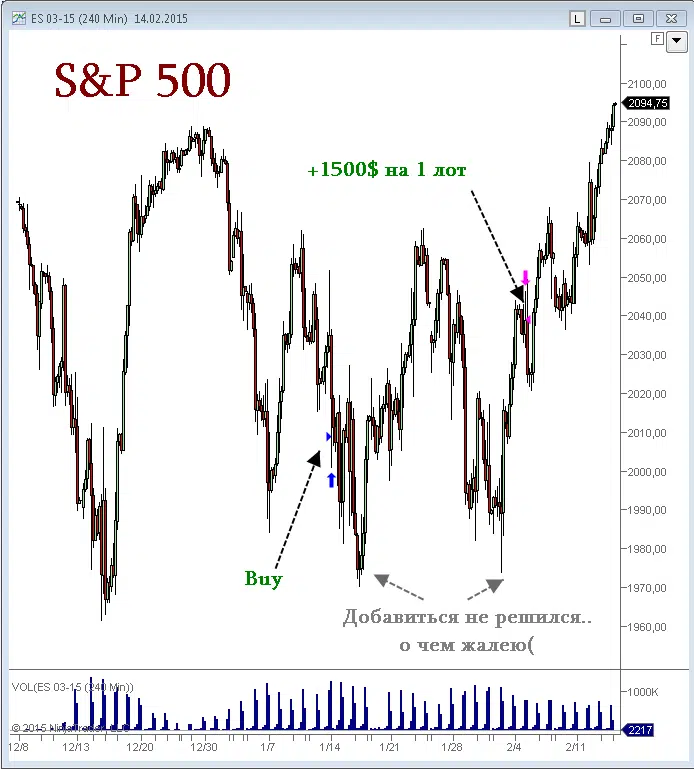 ES 03-15 (240 Min)  14.02.2015
L
F
S&P 500
2100,00
2094,75
2090,00
2080,00
+1500$ на 1 лот
2070,00
2060,00
2050,00
2040,00
2030,00
2020,00
2010,00
2000,00
1990,00
1980,00
Buy
1970,00
Добавиться не решился..
1960,00
о чем жалею(
VOL(ES 03-15 (240 Min))
1000K
© 2015 NinjaTrader, LLC
2217
12/8 12/13 12/20 12/30 1/7 1/14 1/21 1/28 2/4 2/11